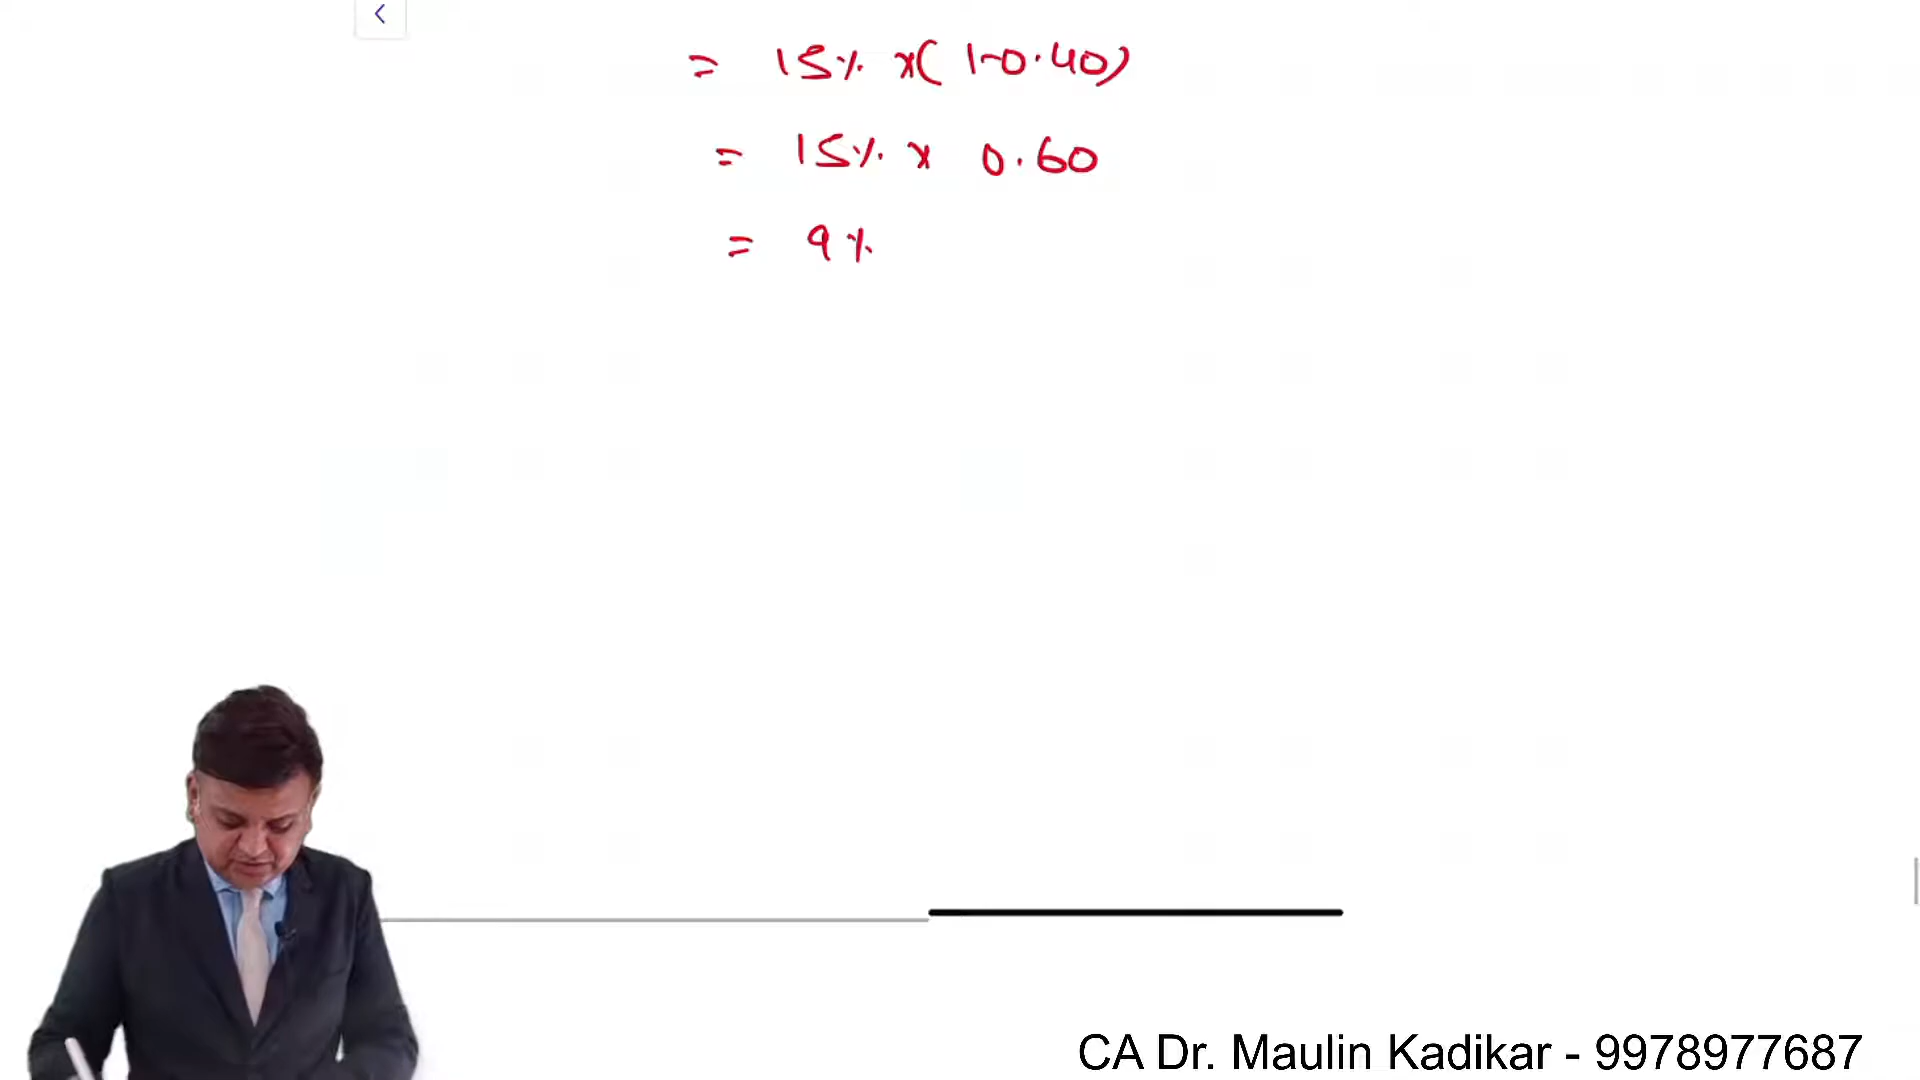 = 15% x (1-0.40)
= 15% x 0.60
= 9%
CA Dr. Maulin Kadikar - 9978977687